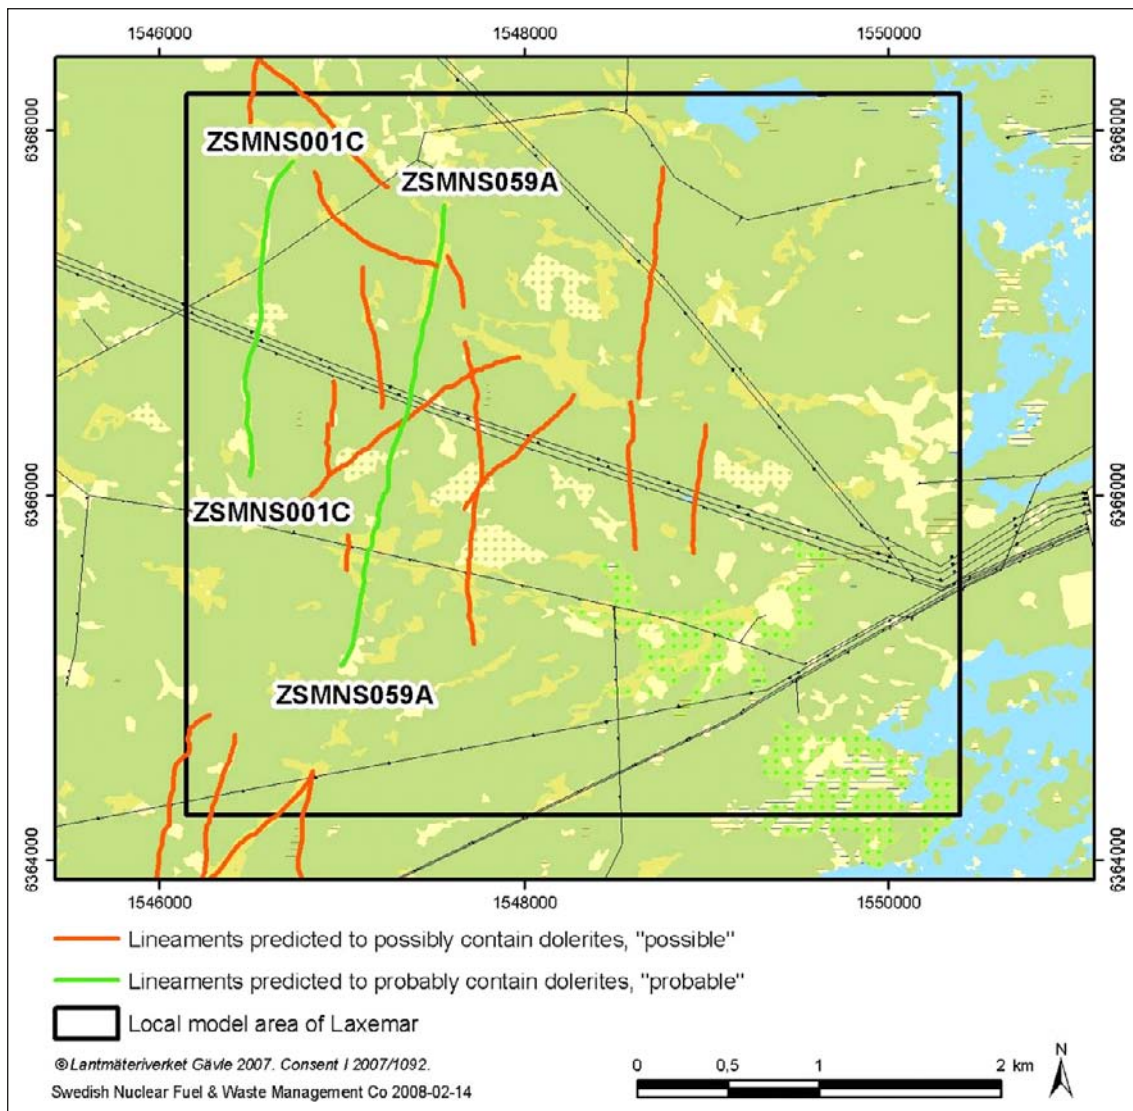 1546000 1548000 1550000
6368000 6368000
ZSMNS001C
ZSMNS059A
6366000 6366000
ZSMNS001C
ZSMNS059A
6364000 6364000
1546000 1548000 1550000
Lineaments predicted to possibly contain dolerites, "possible"
Lineaments predicted to probably contain dolerites, "probable"
Local model area of Laxemar
©Lantmäteriverket Gävle 2007. Consent I 2007/1092.
Swedish Nuclear Fuel & Waste Management Co 2008-02-14
0 0,5 1 2 km
N